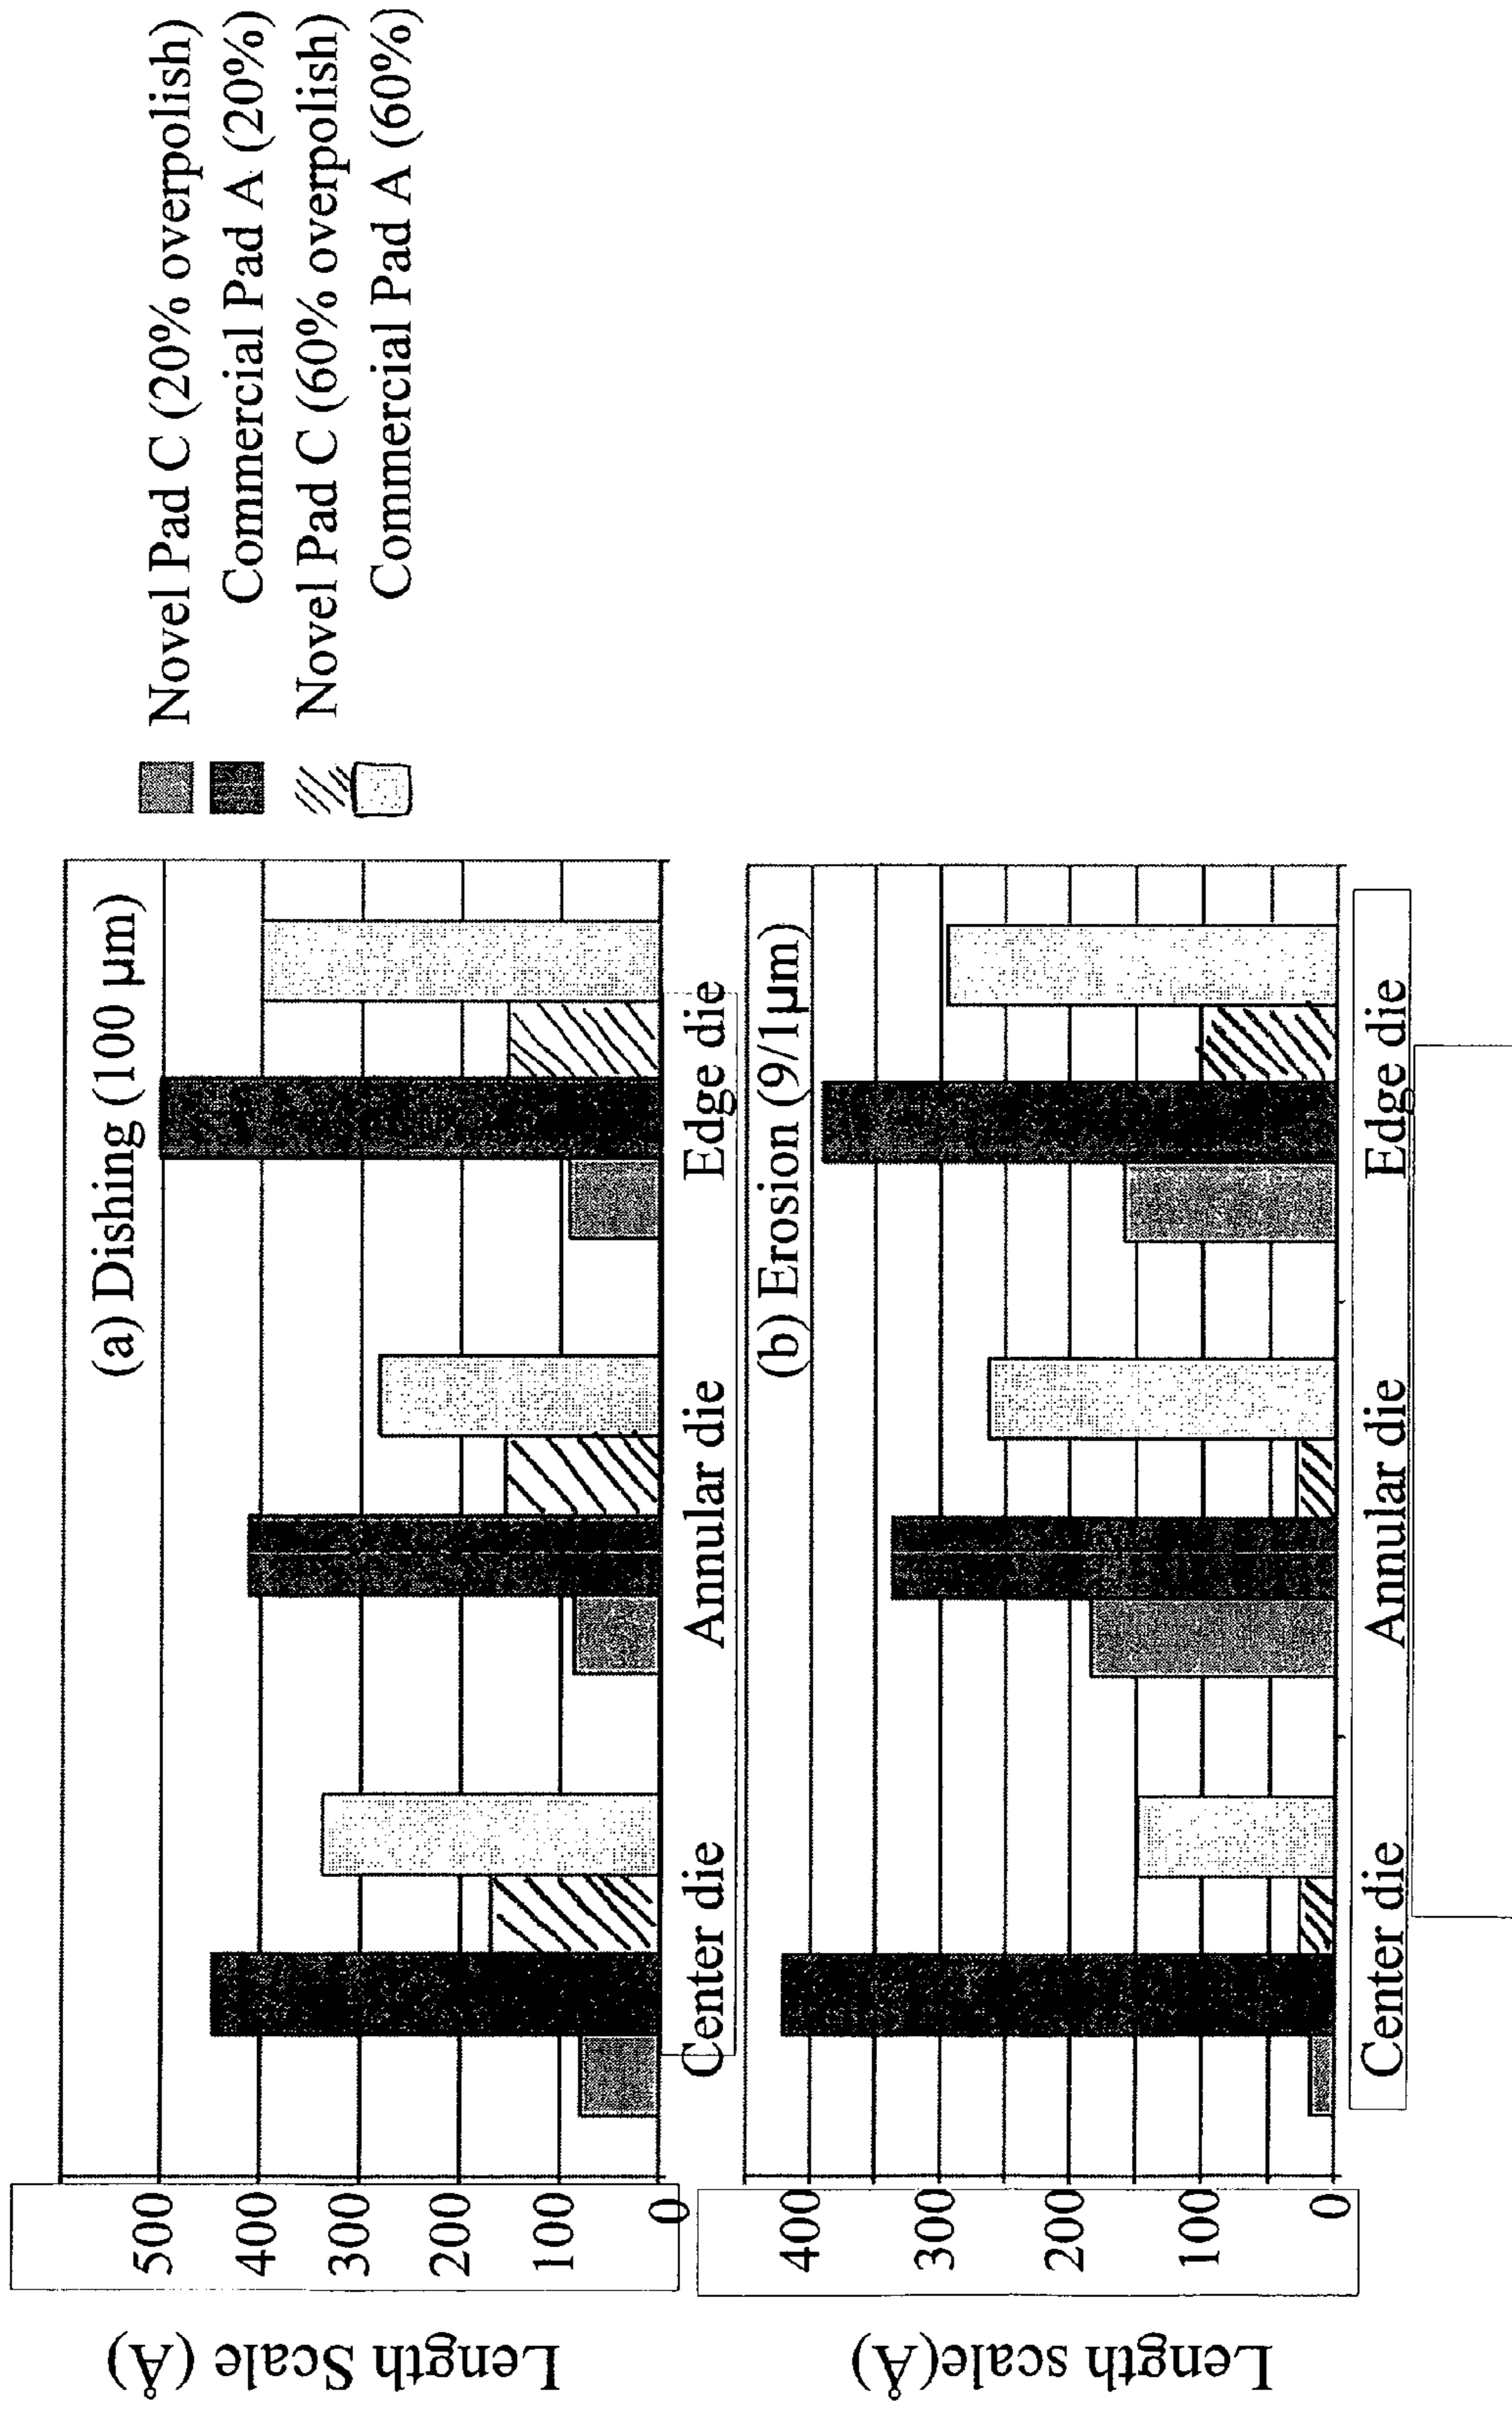 Novel Pad C (20% overpolish)
Commercial Pad A (20%)
Novel Pad C (60% overpolish)
Commercial Pad A (60%)
(a) Dishing (100 μm)
Length Scale (Å)
500
400
300
200
100
0
Center die Annular die Edge die
(b) Erosion (9/1μm)
Length scale(Å)
400
300
200
100
0
Center die Annular die Edge die